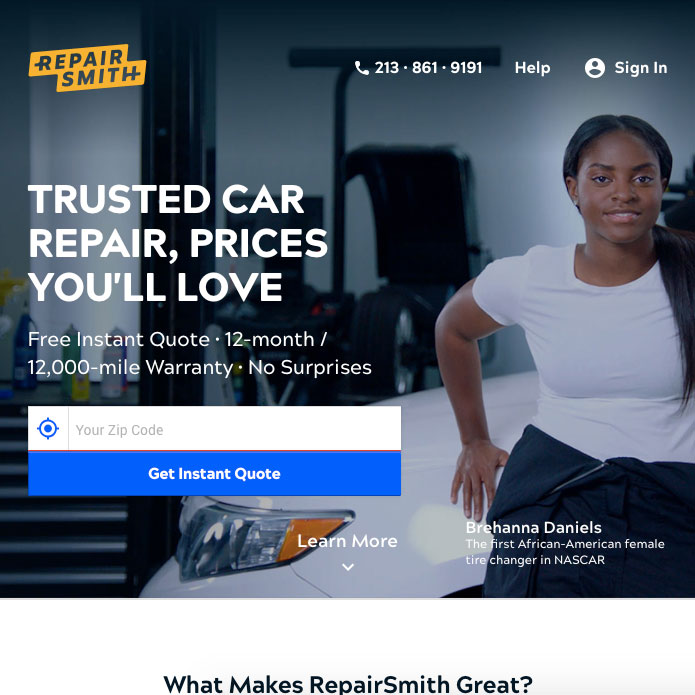 REPAIR
SMITH
213 · 861 · 9191 Help Sign In
TRUSTED CAR
REPAIR, PRICES
YOU'LL LOVE
Free Instant Quote · 12-month /
12,000-mile Warranty · No Surprises
Your Zip Code
Get Instant Quote
Learn More
Brehanna Daniels
The first African-American female
tire changer in NASCAR
What Makes RepairSmith Great?